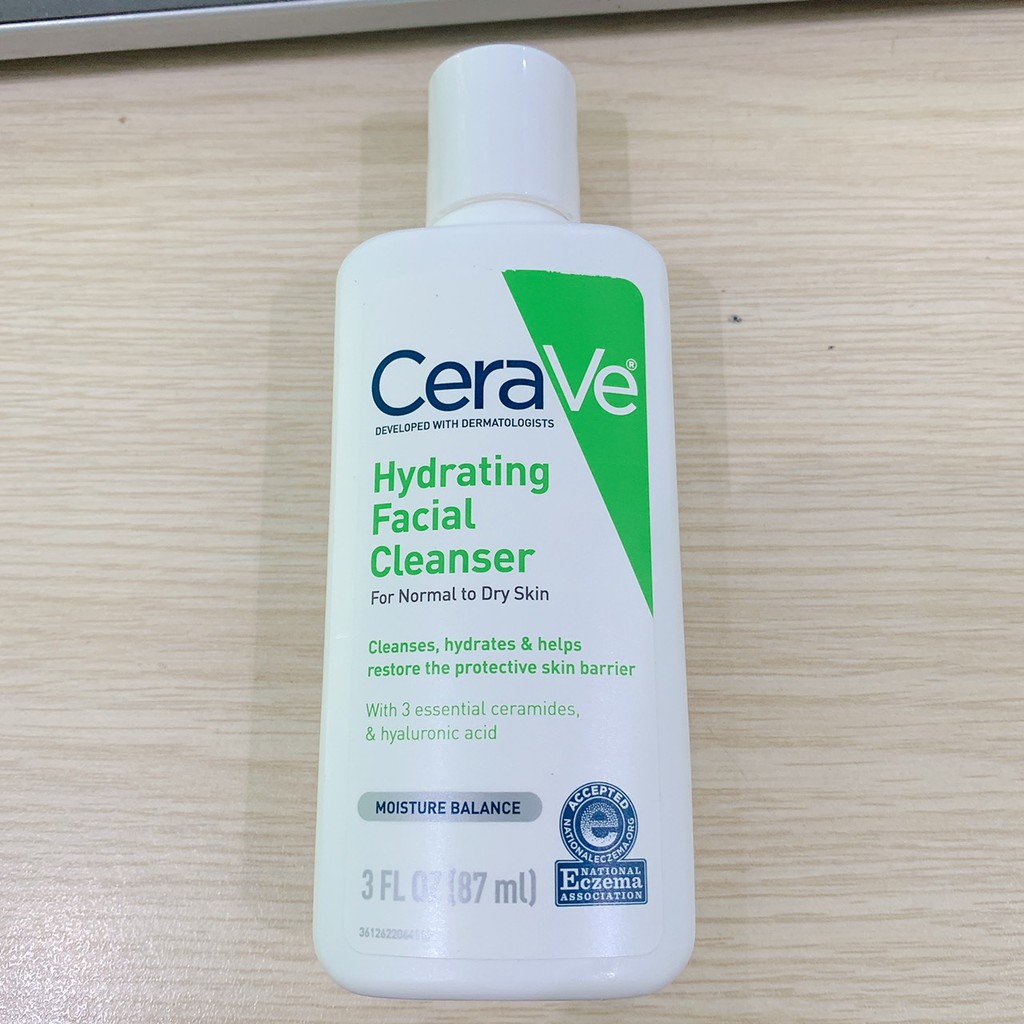 CeraVe®
DEVELOPED WITH DERMATOLOGISTS
Hydrating
Facial
Cleanser
For Normal to Dry Skin
Cleanses, hydrates & helps
restore the protective skin barrier
With 3 essential ceramides,
& hyaluronic acid
MOISTURE BALANCE
ACCEPTED
e
NATIONALECZEMA.ORG
NATIONAL
Eczema
ASSOCIATION
3 FL OZ (87 ml)